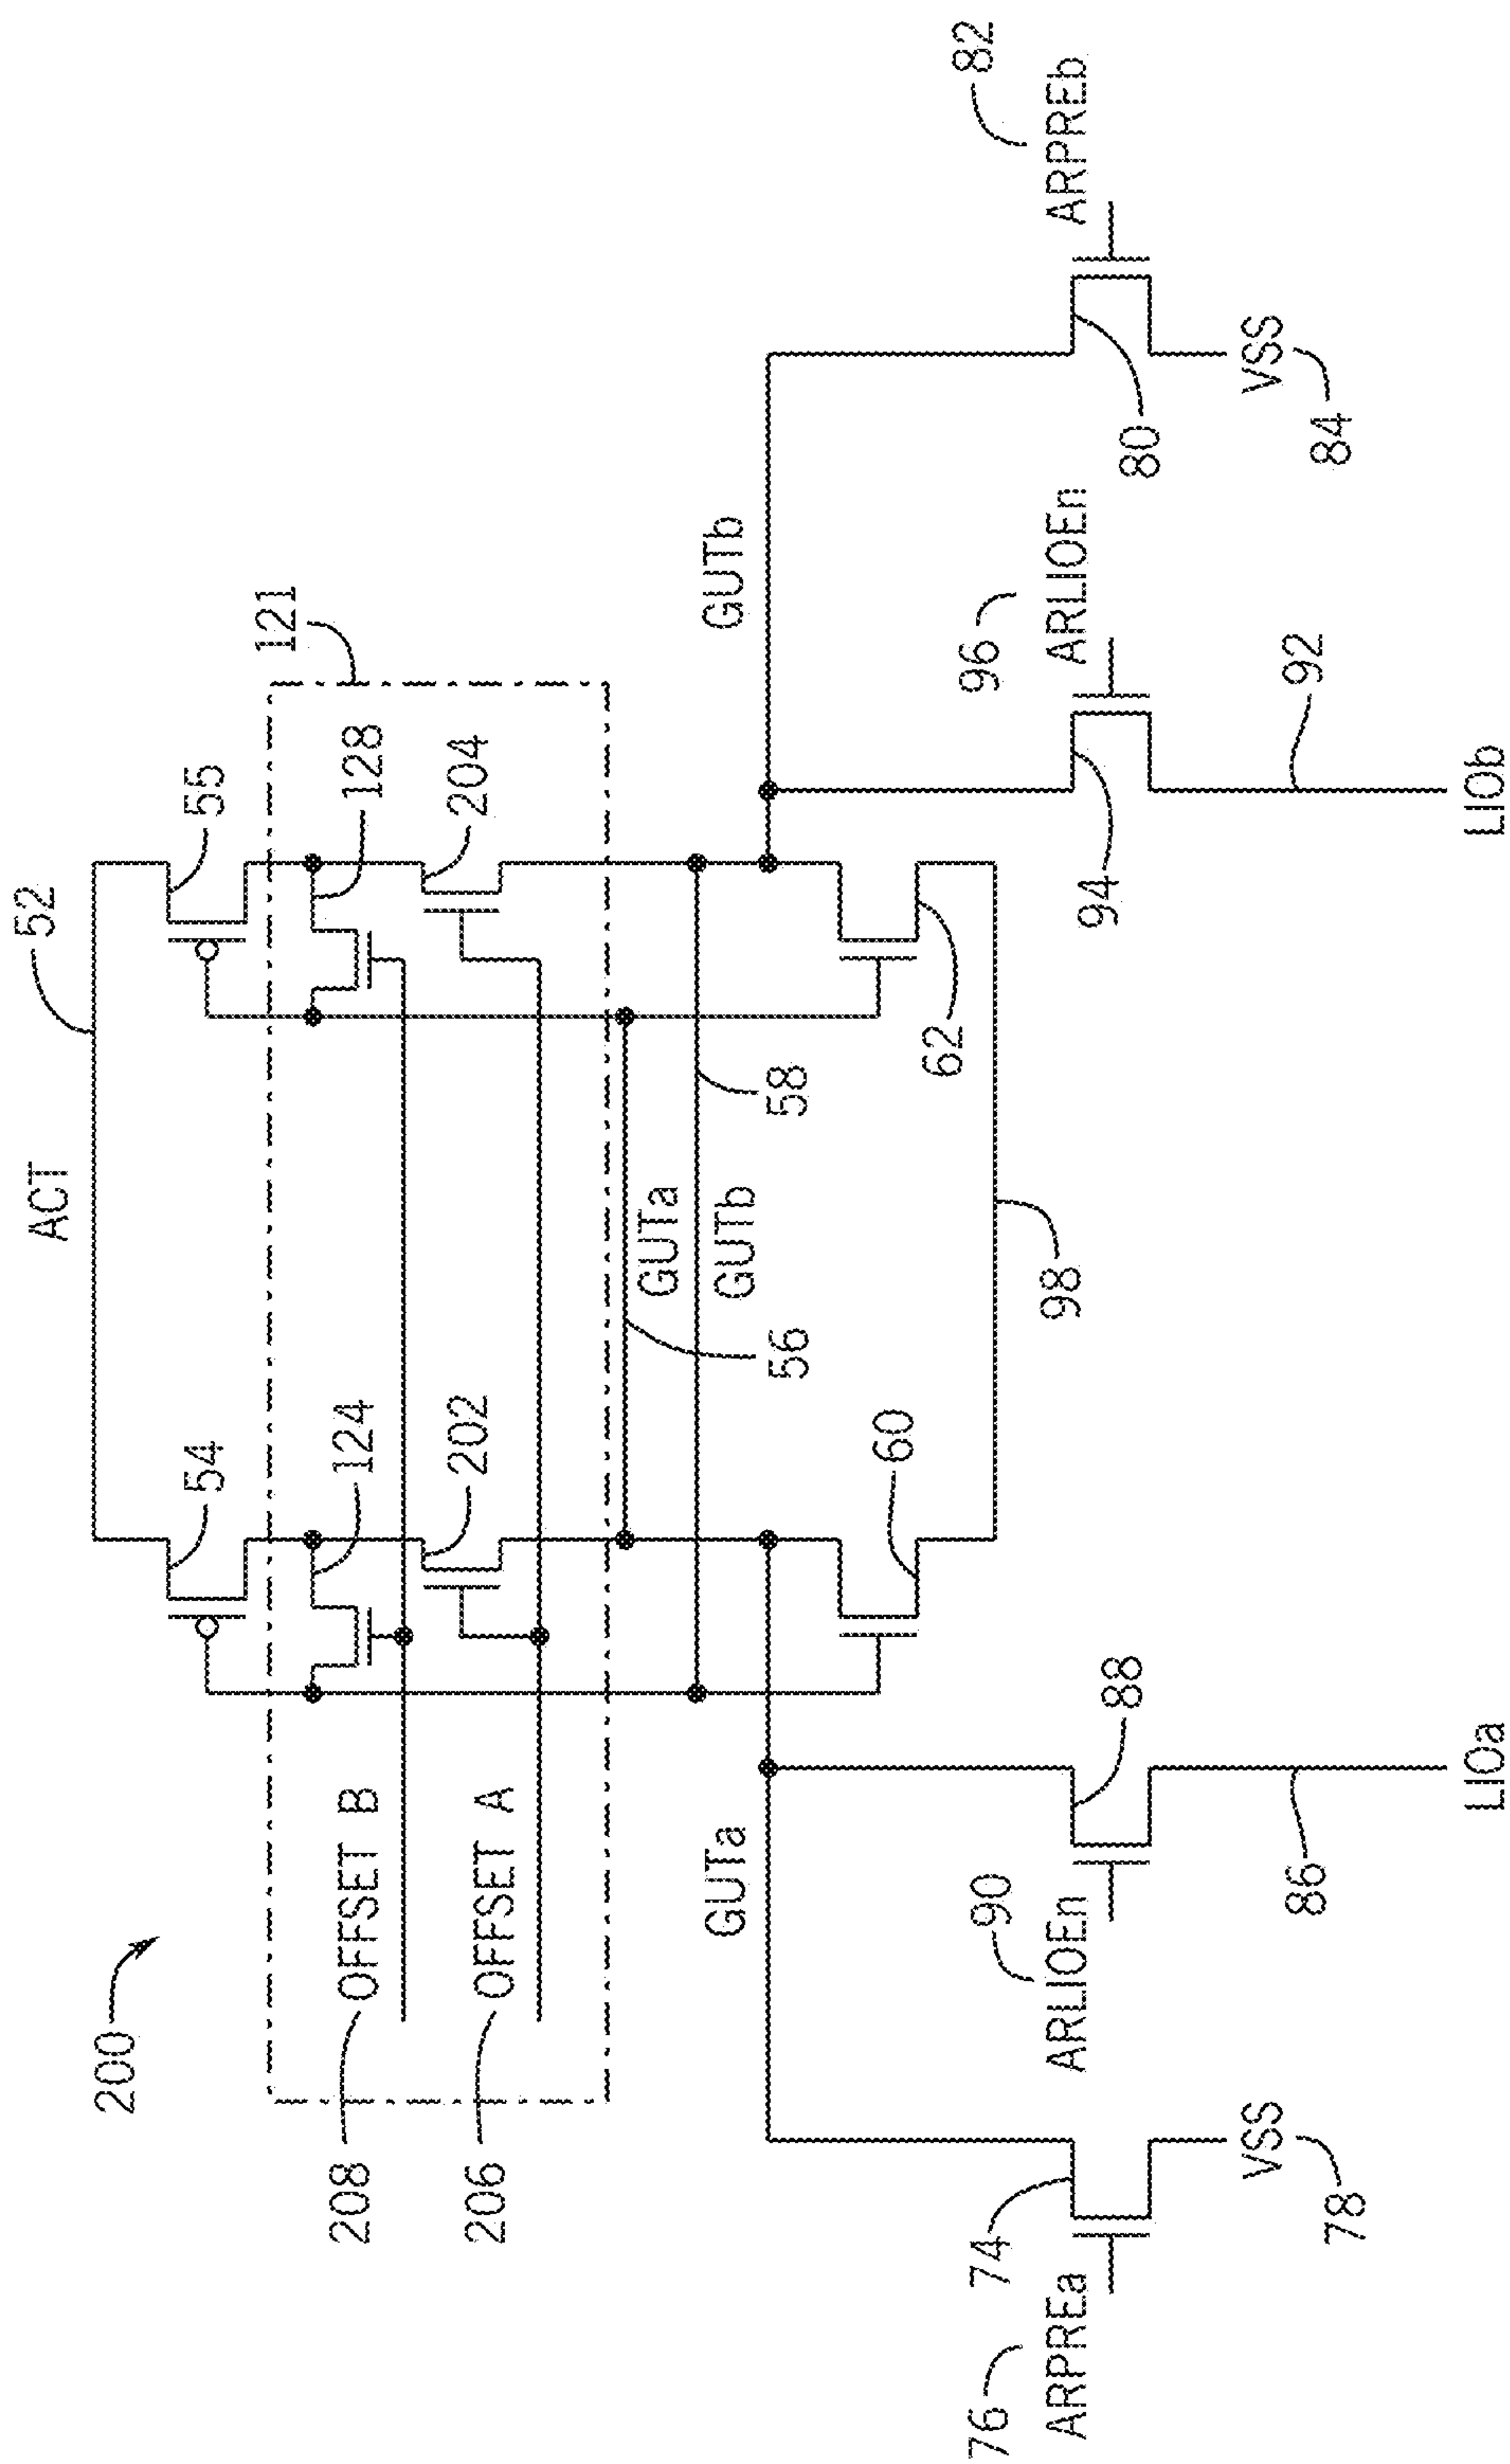 200
52
ACT
54
55
124
128
121
208
OFFSET B
206
OFFSET A
202
204
GUTa
GUTb
56
58
GUTa
GUTb
60
62
98
76
ARPREa
74
VSS
78
90
ARLIOEn
88
86
LIOa
96
ARLIOEn
94
92
LIOb
82
ARPREb
80
VSS
84